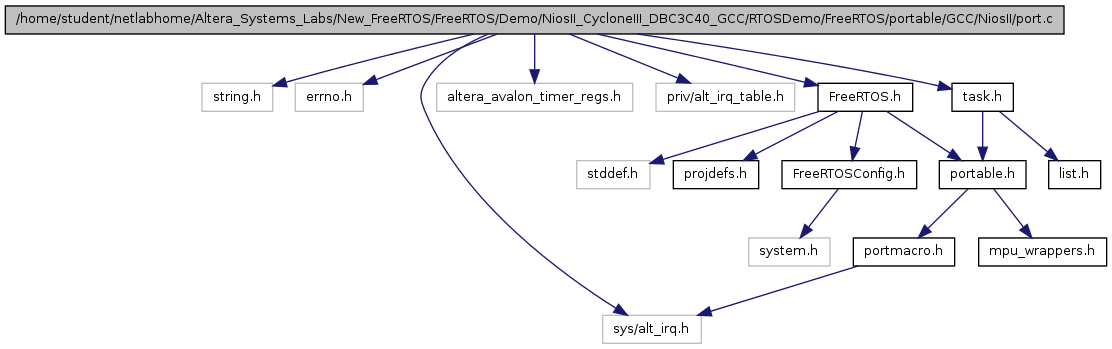 /home/student/netlabhome/Altera_Systems_Labs/New_FreeRTOS/FreeRTOS/Demo/NiosII_CycloneIII_DBC3C40_GCC/RTOSDemo/FreeRTOS/portable/GCC/NiosII/port.c
string.h
errno.h
altera_avalon_timer_regs.h
priv/alt_irq_table.h
FreeRTOS.h
task.h
stddef.h
projdefs.h
FreeRTOSConfig.h
portable.h
list.h
system.h
portmacro.h
mpu_wrappers.h
sys/alt_irq.h